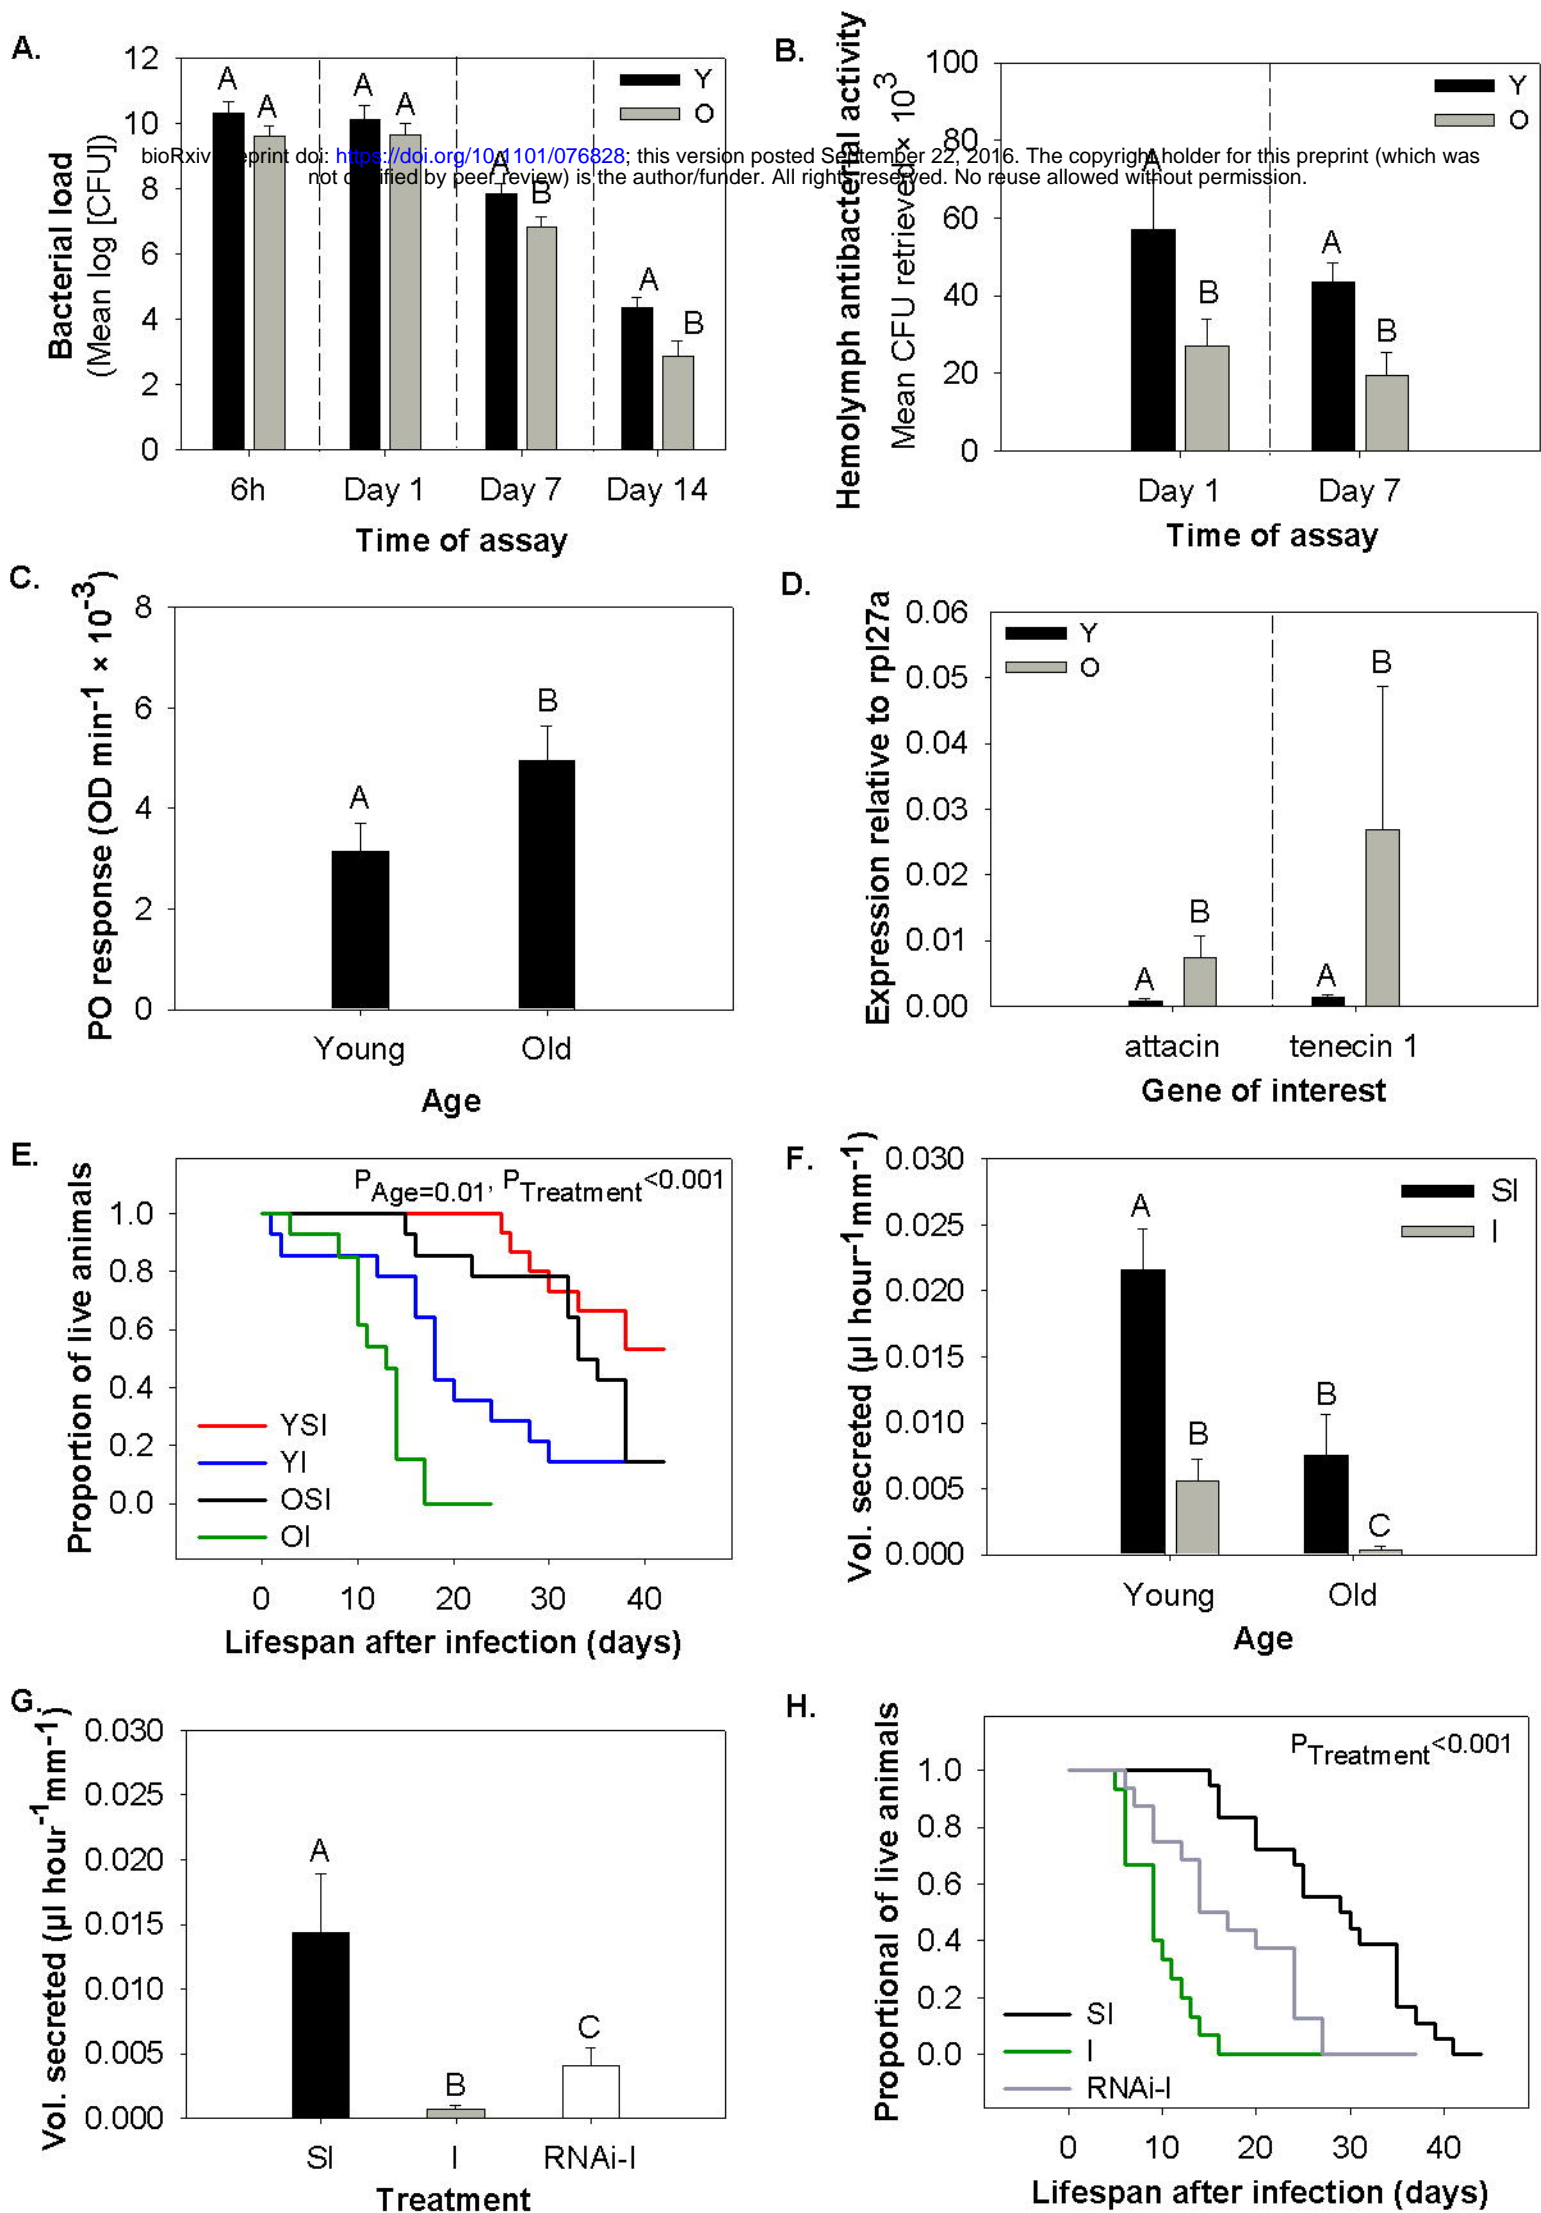 A.
Bacterial load
(Mean log [CFU])
12
10
8
6
4
2
0
A
A
A
A
A
B
A
B
Y
O
6h
Day 1
Day 7
Day 14
Time of assay
B.
Hemolymph antibacterial activity
Mean CFU retrieved × 10³
100
80
60
40
20
0
A
B
A
B
Y
O
Day 1
Day 7
Time of assay
bioRxiv preprint doi: https://doi.org/10.1101/076828; this version posted September 22, 2016. The copyright holder for this preprint (which was
not certified by peer review) is the author/funder. All rights reserved. No reuse allowed without permission.
C.
PO response (OD min⁻¹ × 10⁻³)
8
6
4
2
0
A
B
Young
Old
Age
D.
Expression relative to rpl27a
0.06
0.05
0.04
0.03
0.02
0.01
0.00
Y
O
A
B
A
B
attacin
tenecin 1
Gene of interest
E.
Proportion of live animals
P Age=0.01, P Treatment<0.001
1.0
0.8
0.6
0.4
0.2
0.0
YSI
YI
OSI
OI
0
10
20
30
40
Lifespan after infection (days)
F.
Vol. secreted (µl hour⁻¹mm⁻¹)
0.030
0.025
0.020
0.015
0.010
0.005
0.000
SI
I
A
B
B
C
Young
Old
Age
G.
Vol. secreted (µl hour⁻¹mm⁻¹)
0.030
0.025
0.020
0.015
0.010
0.005
0.000
A
B
C
SI
I
RNAi-I
Treatment
H.
Proportional of live animals
P Treatment<0.001
1.0
0.8
0.6
0.4
0.2
0.0
SI
I
RNAi-I
0
10
20
30
40
Lifespan after infection (days)